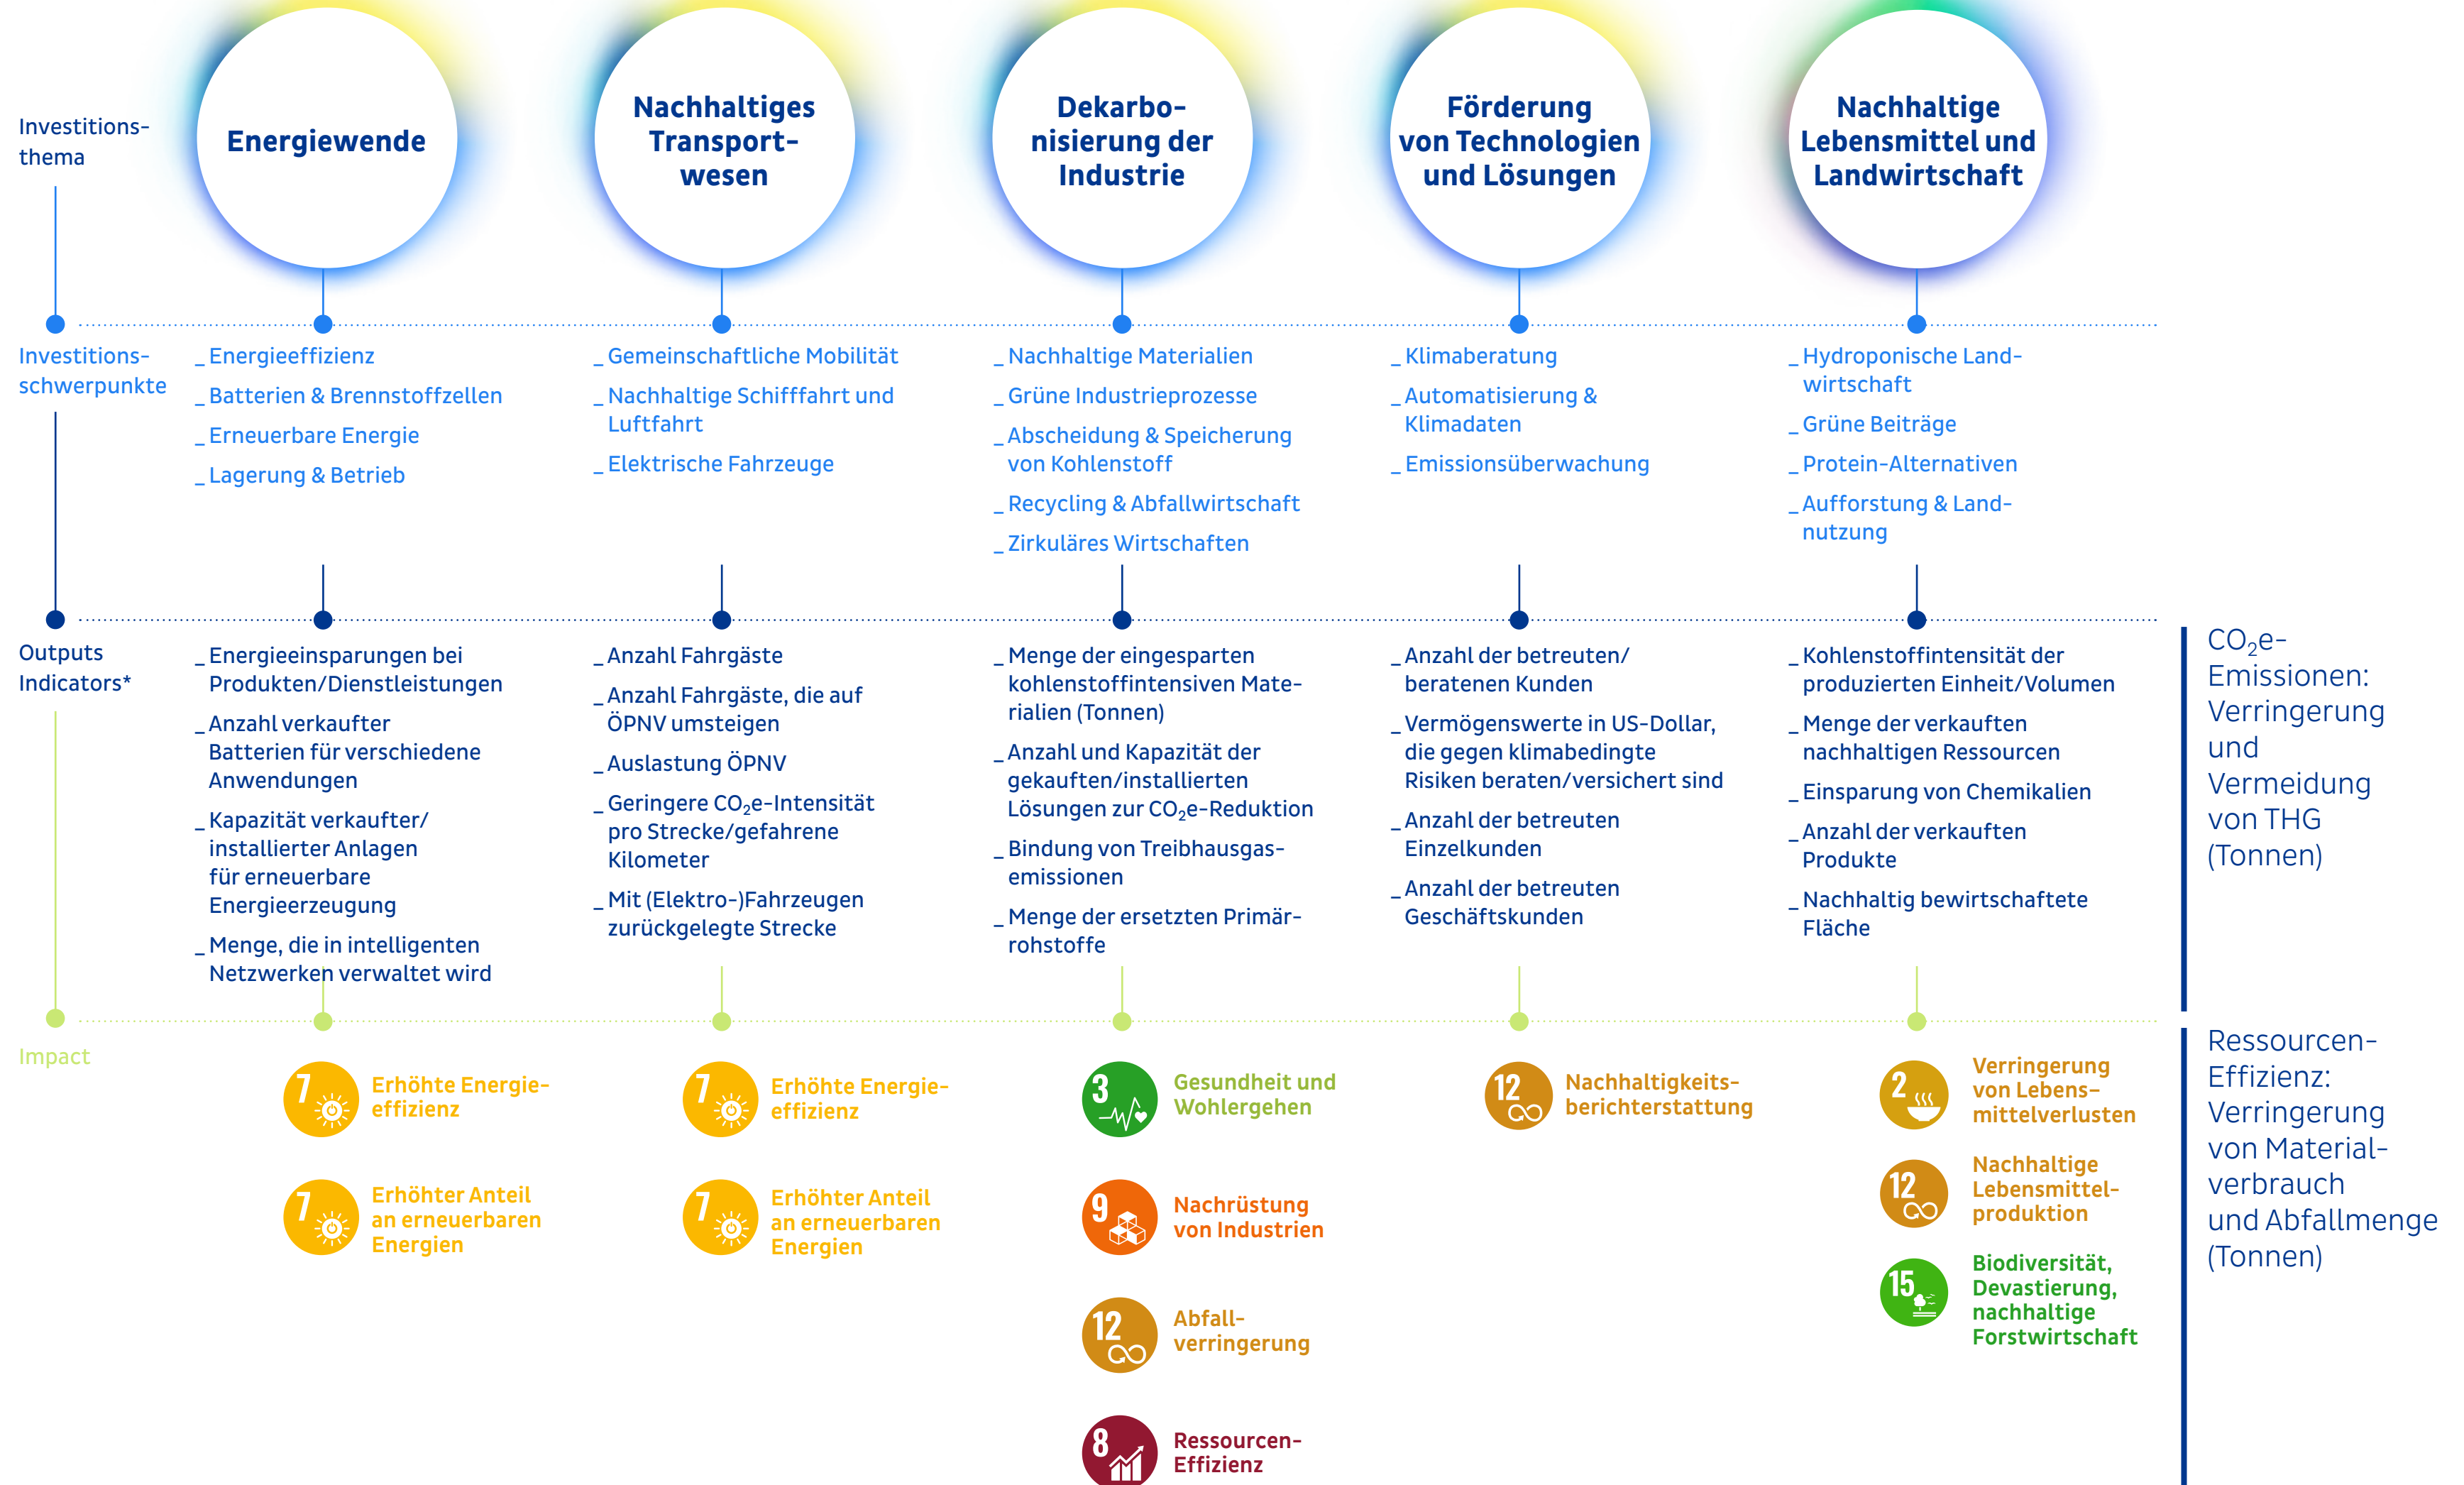 Investitions-
thema
Energiewende
Nachhaltiges
Transport-
wesen
Dekarbo-
nisierung der
Industrie
Förderung
von Technologien
und Lösungen
Nachhaltige
Lebensmittel und
Landwirtschaft
Investitions-
schwerpunkte
_ Energieeffizienz
_ Batterien & Brennstoffzellen
_ Erneuerbare Energie
_ Lagerung & Betrieb
_ Gemeinschaftliche Mobilität
_ Nachhaltige Schifffahrt und
Luftfahrt
_ Elektrische Fahrzeuge
_ Nachhaltige Materialien
_ Grüne Industrieprozesse
_ Abscheidung & Speicherung
von Kohlenstoff
_ Recycling & Abfallwirtschaft
_ Zirkuläres Wirtschaften
_ Klimaberatung
_ Automatisierung &
Klimadaten
_ Emissionsüberwachung
_ Hydroponische Land-
wirtschaft
_ Grüne Beiträge
_ Protein-Alternativen
_ Aufforstung & Land-
nutzung
Outputs
Indicators*
_ Energieeinsparungen bei
Produkten/Dienstleistungen
_ Anzahl verkaufter
Batterien für verschiedene
Anwendungen
_ Kapazität verkaufter/
installierter Anlagen
für erneuerbare
Energieerzeugung
_ Menge, die in intelligenten
Netzwerken verwaltet wird
_ Anzahl Fahrgäste
_ Anzahl Fahrgäste, die auf
ÖPNV umsteigen
_ Auslastung ÖPNV
_ Geringere CO₂e-Intensität
pro Strecke/gefahrene
Kilometer
_ Mit (Elektro-)Fahrzeugen
zurückgelegte Strecke
_ Menge der eingesparten
kohlenstoffintensiven Mate-
rialien (Tonnen)
_ Anzahl und Kapazität der
gekauften/installierten
Lösungen zur CO₂e-Reduktion
_ Bindung von Treibhausgas-
emissionen
_ Menge der ersetzten Primär-
rohstoffe
_ Anzahl der betreuten/
beratenen Kunden
_ Vermögenswerte in US-Dollar,
die gegen klimabedingte
Risiken beraten/versichert sind
_ Anzahl der betreuten
Einzelkunden
_ Anzahl der betreuten
Geschäftskunden
_ Kohlenstoffintensität der
produzierten Einheit/Volumen
_ Menge der verkauften
nachhaltigen Ressourcen
_ Einsparung von Chemikalien
_ Anzahl der verkauften
Produkte
_ Nachhaltig bewirtschaftete
Fläche
CO₂e-
Emissionen:
Verringerung
und
Vermeidung
von THG
(Tonnen)
Impact
7
Erhöhte Energie-
effizienz
7
Erhöhter Anteil
an erneuerbaren
Energien
7
Erhöhte Energie-
effizienz
7
Erhöhter Anteil
an erneuerbaren
Energien
3
Gesundheit und
Wohlergehen
9
Nachrüstung
von Industrien
12
Abfall-
verringerung
8
Ressourcen-
Effizienz
12
Nachhaltigkeits-
berichterstattung
2
Verringerung
von Lebens-
mittelverlusten
12
Nachhaltige
Lebensmittel-
produktion
15
Biodiversität,
Devastierung,
nachhaltige
Forstwirtschaft
Ressourcen-
Effizienz:
Verringerung
von Material-
verbrauch
und Abfallmenge
(Tonnen)